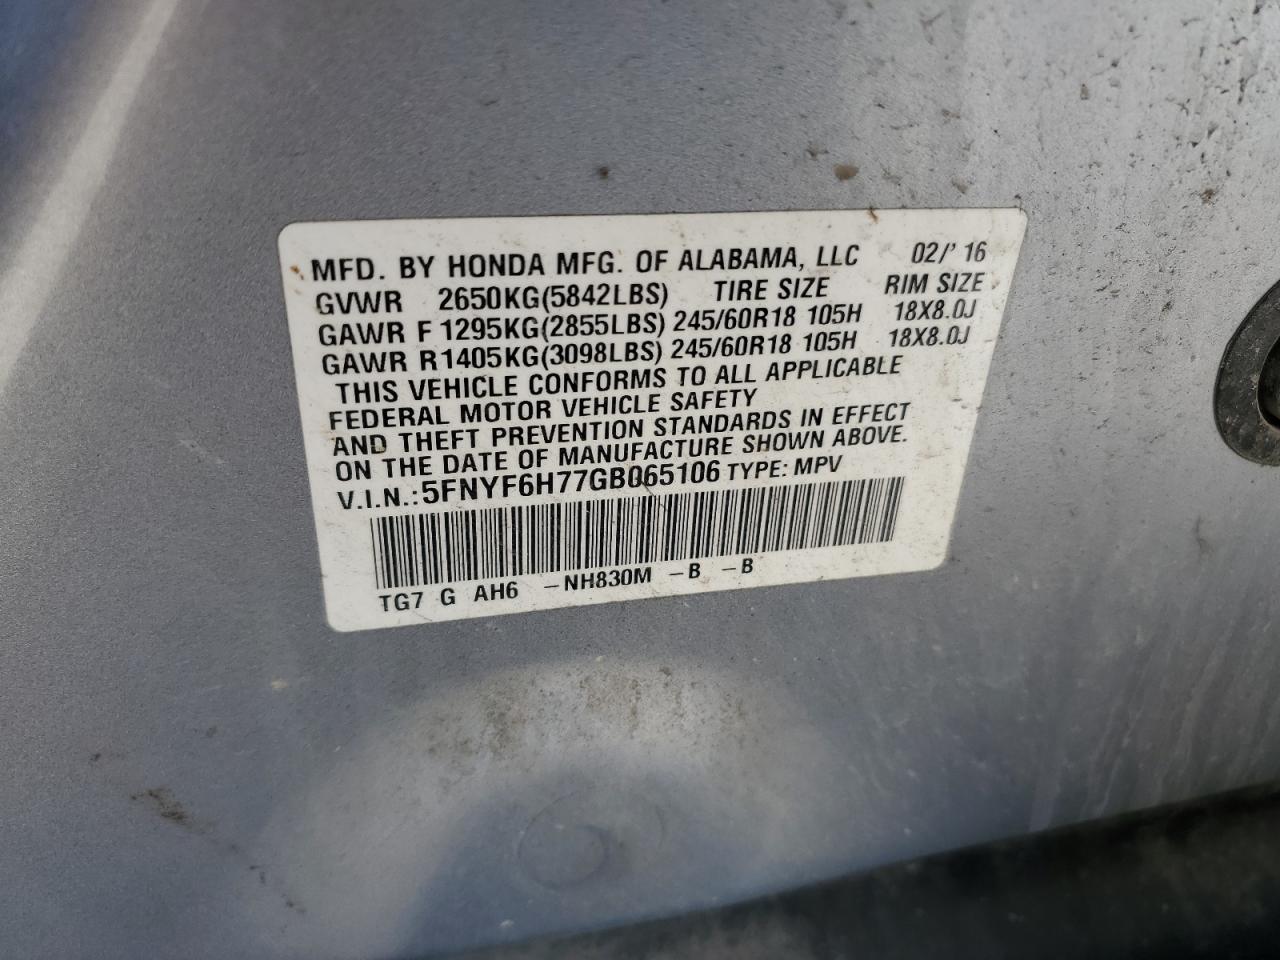 MFD. BY HONDA MFG. OF ALABAMA, LLC 02/' 16
GVWR 2650KG(5842LBS) TIRE SIZE RIM SIZE
GAWR F 1295KG(2855LBS) 245/60R18 105H 18X8.0J
GAWR R1405KG(3098LBS) 245/60R18 105H 18X8.0J
THIS VEHICLE CONFORMS TO ALL APPLICABLE
FEDERAL MOTOR VEHICLE SAFETY
AND THEFT PREVENTION STANDARDS IN EFFECT
ON THE DATE OF MANUFACTURE SHOWN ABOVE.
V.I.N.:5FNYF6H77GB065106 TYPE: MPV
TG7 G AH6 –NH830M –B –B